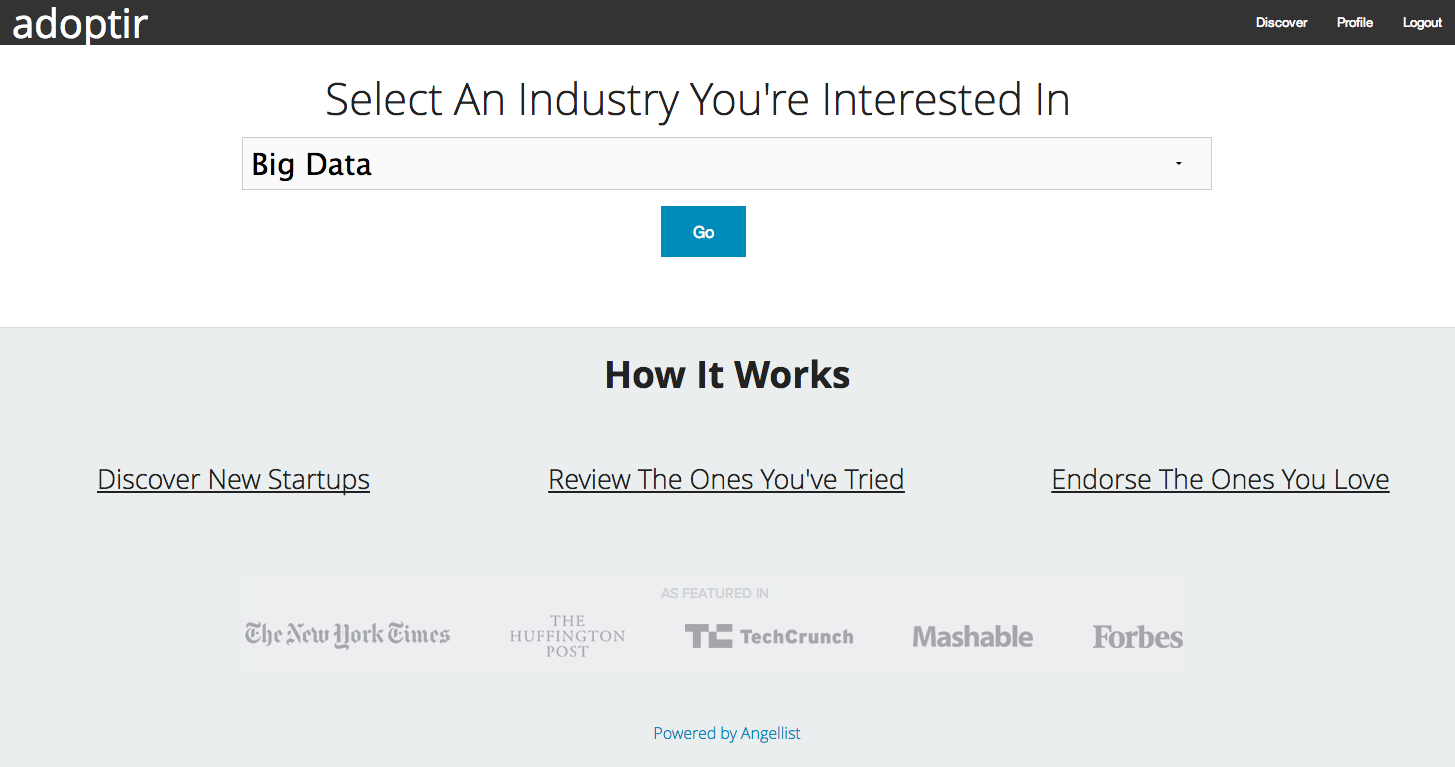 adoptir
Discover Profile Logout
Select An Industry You're Interested In
Big Data
Go
How It Works
Discover New Startups Review The Ones You've Tried Endorse The Ones You Love
AS FEATURED IN
The New York Times THE HUFFINGTON POST TC TechCrunch Mashable Forbes
Powered by Angellist